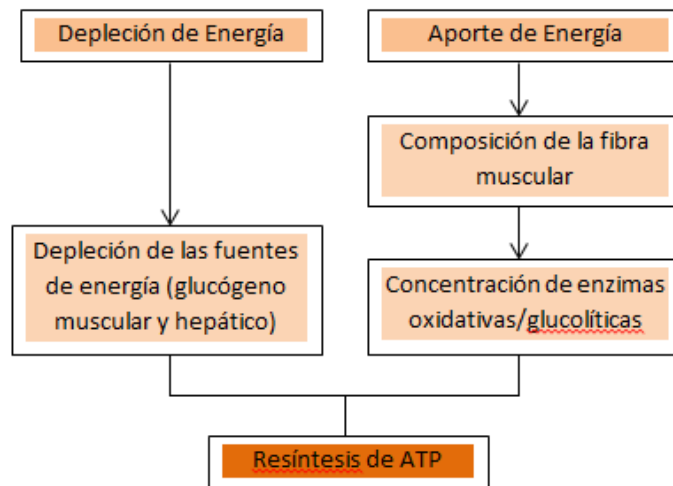 Depleción de Energía
Aporte de Energía
Composición de la fibra
muscular
Depleción de las fuentes
de energía (glucógeno
muscular y hepático)
Concentración de enzimas
oxidativas/glucolíticas
Resíntesis de ATP